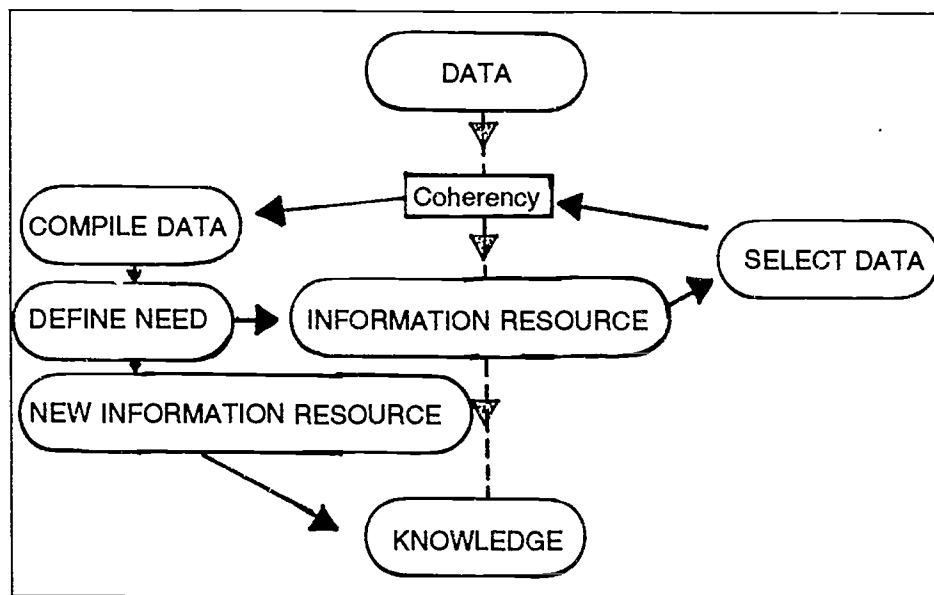 DATA
Coherency
COMPILE DATA
SELECT DATA
DEFINE NEED
INFORMATION RESOURCE
NEW INFORMATION RESOURCE
KNOWLEDGE